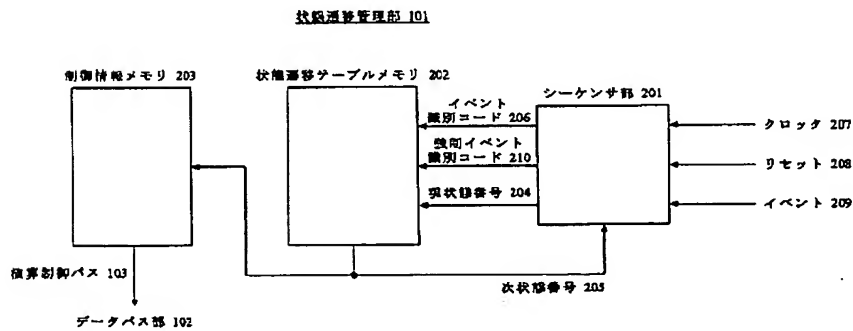 状態遷移管理部 101
制御情報メモリ 203
状態遷移テーブルメモリ 202
シーケンサ部 201
イベント
識別コード 206
強制イベント
識別コード 210
現状態番号 204
クロック 207
リセット 208
イベント 209
演算制御バス 103
次状態番号 205
データパス部 102